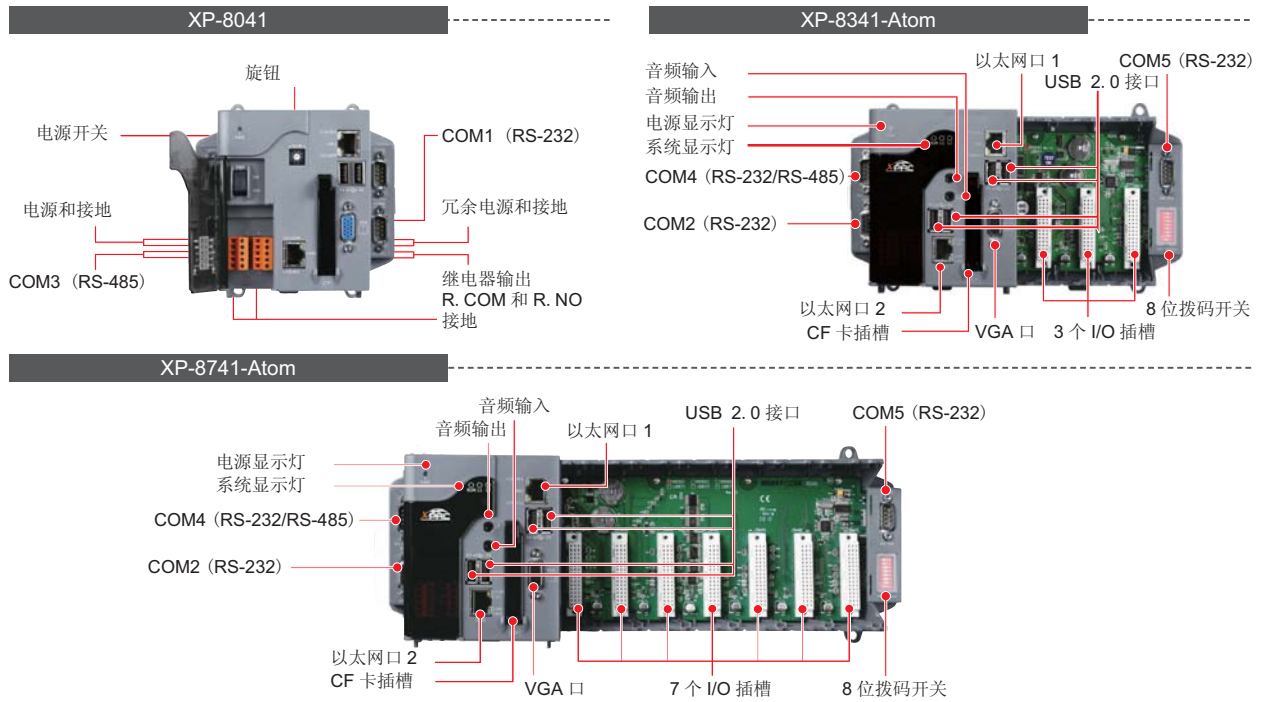 XP-8041
旋钮
电源开关
COM1（RS-232）
电源和接地
冗余电源和接地
COM3（RS-485）
继电器输出
R. COM 和 R. NO
接地
XP-8341-Atom
以太网口 1
COM5（RS-232）
音频输入
USB 2. 0 接口
音频输出
电源显示灯
系统显示灯
COM4（RS-232/RS-485）
COM2（RS-232）
XPAC
以太网口 2
8 位拨码开关
CF 卡插槽
VGA 口
3 个 I/O 插槽
XP-8741-Atom
音频输入
音频输出
以太网口 1
USB 2. 0 接口
COM5（RS-232）
电源显示灯
系统显示灯
COM4（RS-232/RS-485）
XPAC
COM2（RS-232）
以太网口 2
CF 卡插槽
VGA 口
7 个 I/O 插槽
8 位拨码开关